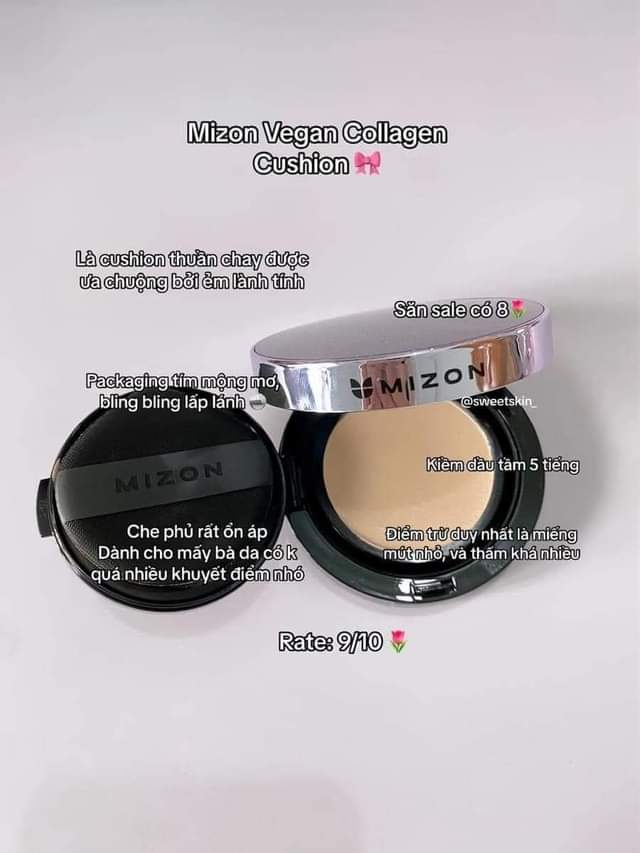 Mizon Vegan Collagen
Cushion 🎀
Là cushion thuần chay được
ưa chuộng bởi ẻm lành tính
Săn sale có 8🌷
Packaging tím mộng mơ,
bling bling lấp lánh
MIZON
@sweetskin_
MIZON
Kiềm dầu tầm 5 tiếng
Che phủ rất ổn áp
Dành cho mấy bà da có k
quá nhiều khuyết điểm nhó
Điểm trừ duy nhất là miếng
mút nhỏ, và thấm khá nhiều
Rate: 9/10 🌷